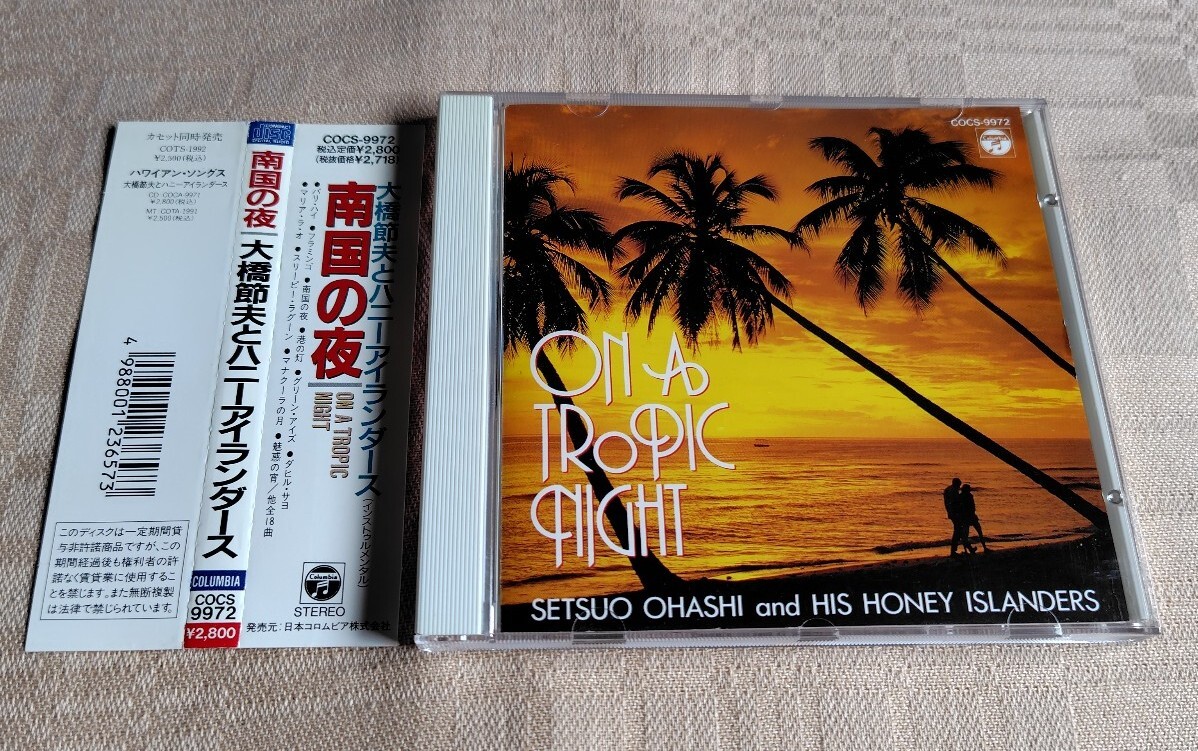 カセット同時発売
COTS-1992
¥2,500(税込)
ハワイアン・ソングス
大橋節夫とハニーアイランダース
CD-COCA-9971
¥2,800(税込)
MT-COTA-1991
¥2,500(税込)
4988001236573
このディスクは一定期間貸
与非許諾商品ですが、この
期間経過後も権利者の許
諾なく賃貸業に使用するこ
とを禁じます。また無断複製
は法律で禁じられています。
COMPACT
DISC
DIGITAL AUDIO
南国の夜
大橋節夫とハニーアイランダース
COLUMBIA
COCS
9972
¥2,800
COCS-9972
税込定価¥2,800
(税抜価格¥2,718)
大橋節夫とハニーアイランダース(インストゥルメンタル)
南国の夜
ON A TROPIC
NIGHT
●バリ・ハイ ●フラミンゴ ●南国の夜 ●港の灯 ●グリーン・アイズ ●ダヒル・サヨ
●マリア・ラ・オ ●スリーピー・ラグーン ●マナクーラの月 ●魅惑の宵/他全18曲
Columbia
STEREO
発売元:日本コロムビア株式会社
COCS-9972
Columbia
ON A
TROPIC
NIGHT
SETSUO OHASHI and HIS HONEY ISLANDERS